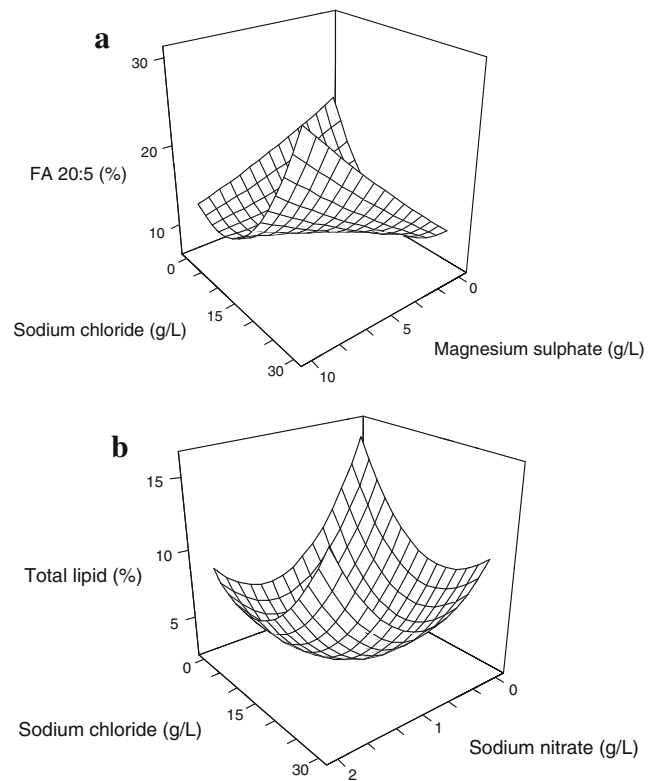 a
30
20
10
FA 20:5 (%)
0
15
30
Sodium chloride (g/L)
10
5
0
Magnesium sulphate (g/L)
b
15
10
5
Total lipid (%)
0
15
30
Sodium chloride (g/L)
2
1
0
Sodium nitrate (g/L)